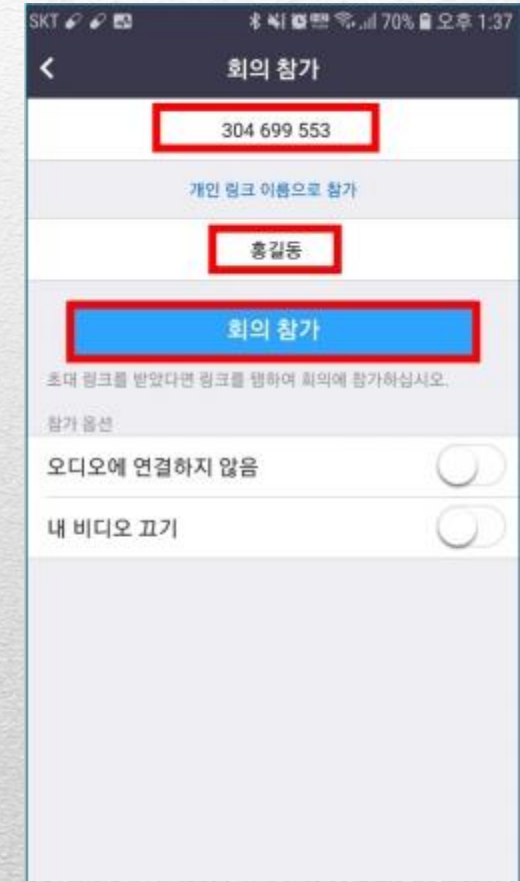 SKT 70% 오후 1:37
회의 참가
304 699 553
개인 링크 이름으로 참가
홍길동
회의 참가
초대 링크를 받았다면 링크를 탭하여 회의에 참가하십시오.
참가 옵션
오디오에 연결하지 않음
내 비디오 끄기